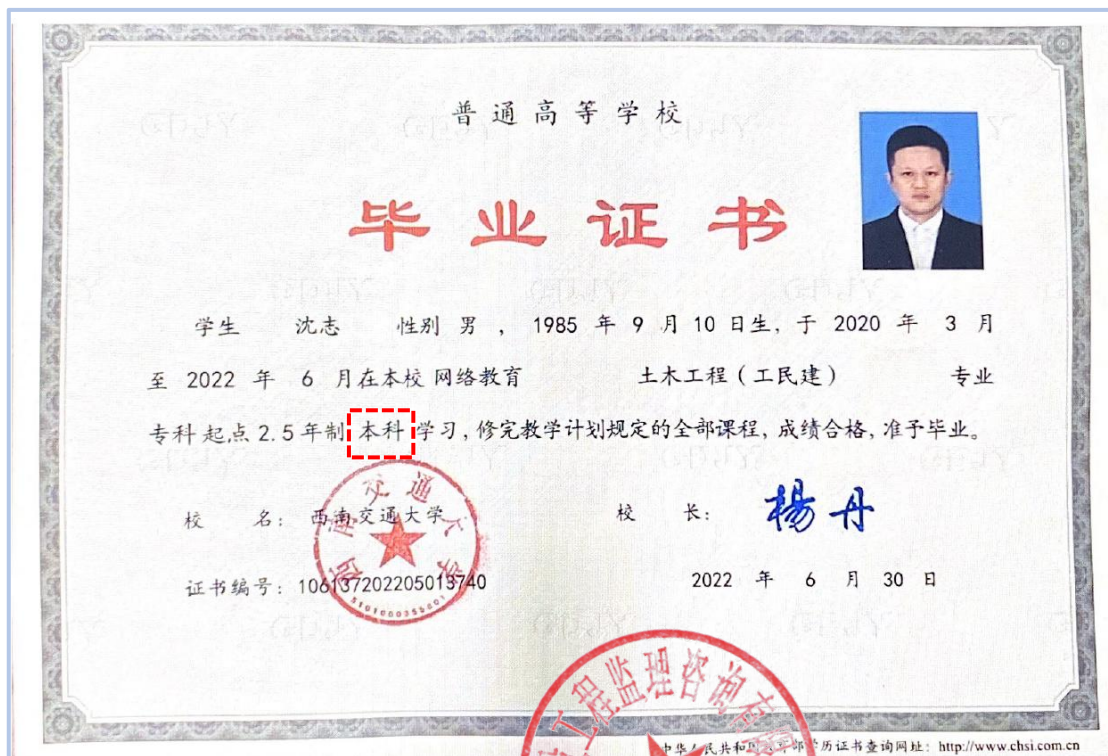 普通高等学校
毕业证书
学生 沈志 性别 男 , 1985 年 9 月 10 日生, 于 2020 年 3 月
至 2022 年 6 月在本校 网络教育 土木工程(工民建) 专业
专科起点 2.5 年制 本科 学习, 修完教学计划规定的全部课程, 成绩合格, 准予毕业。
校 名: 西南交通大学 校 长: 楊丹
西南交通大学
证书编号: 106137202205013740 2022 年 6 月 30 日
工程监理咨询有
中华人民共和国 部学历证书查询网址: http://www.chsi.com.cn